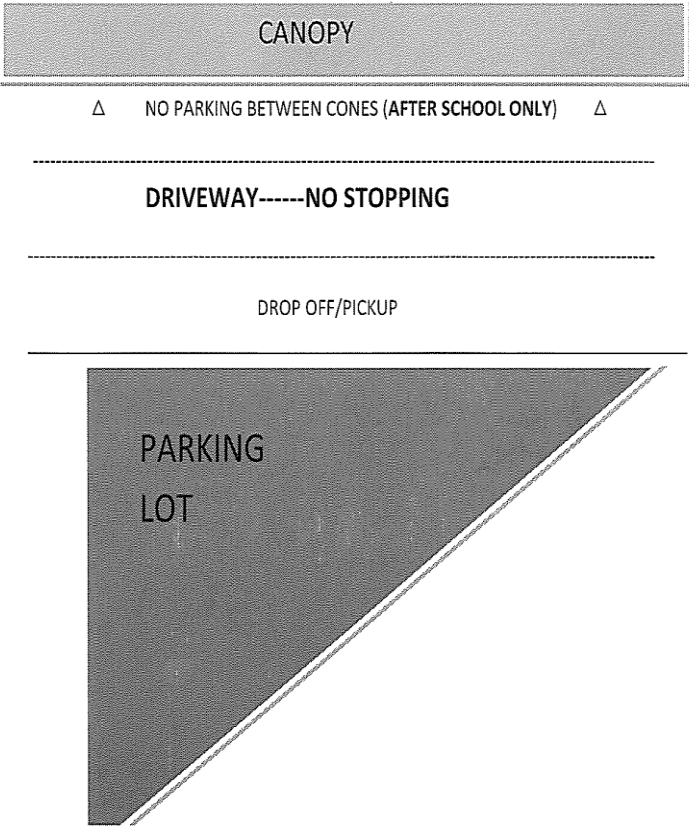 CANOPY
Δ NO PARKING BETWEEN CONES (AFTER SCHOOL ONLY) Δ
DRIVEWAY------NO STOPPING
DROP OFF/PICKUP
PARKING
LOT